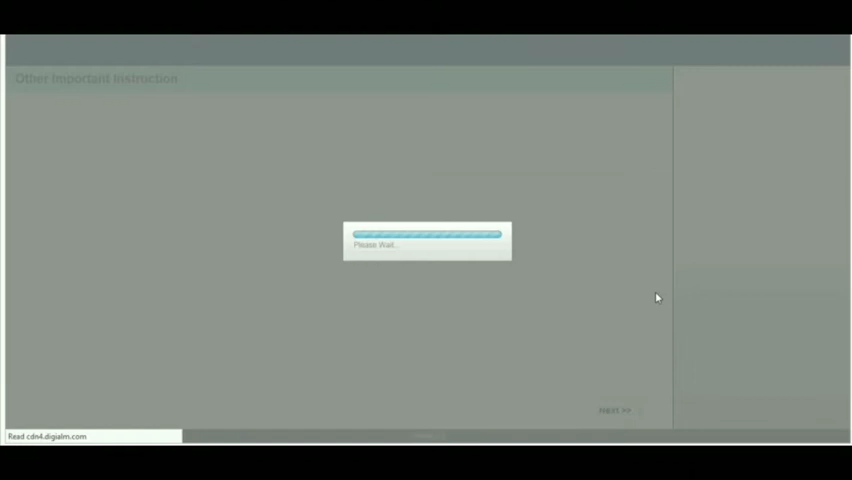 Other Important Instruction
Please Wait...
NEXT >>
Read cdn4.digialm.com